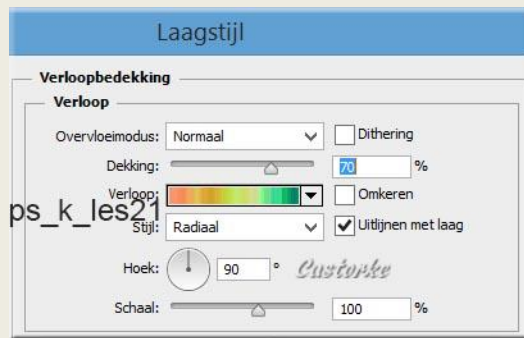 Laagstijl
Verloopbedekking
Verloop
Overvloeimodus: Normaal Dithering
Dekking: 70 %
Verloop: Omkeren
ps_k_les21
Stijl: Radiaal Uitlijnen met laag
Hoek: 90 ° Custorke
Schaal: 100 %